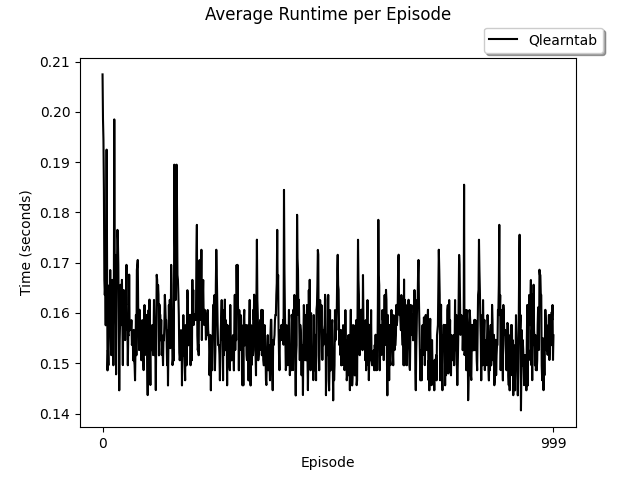 Average Runtime per Episode
Qlearntab
0.21
0.20
0.19
0.18
0.17
0.16
0.15
0.14
Time (seconds)
0
999
Episode